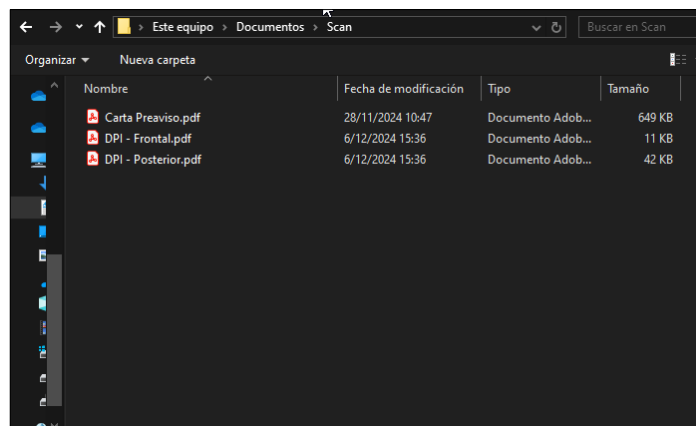 Este equipo > Documentos > Scan Buscar en Scan
Organizar Nueva carpeta
Nombre Fecha de modificación Tipo Tamaño
Carta Preaviso.pdf 28/11/2024 10:47 Documento Adob... 649 KB
DPI - Frontal.pdf 6/12/2024 15:36 Documento Adob... 11 KB
DPI - Posterior.pdf 6/12/2024 15:36 Documento Adob... 42 KB